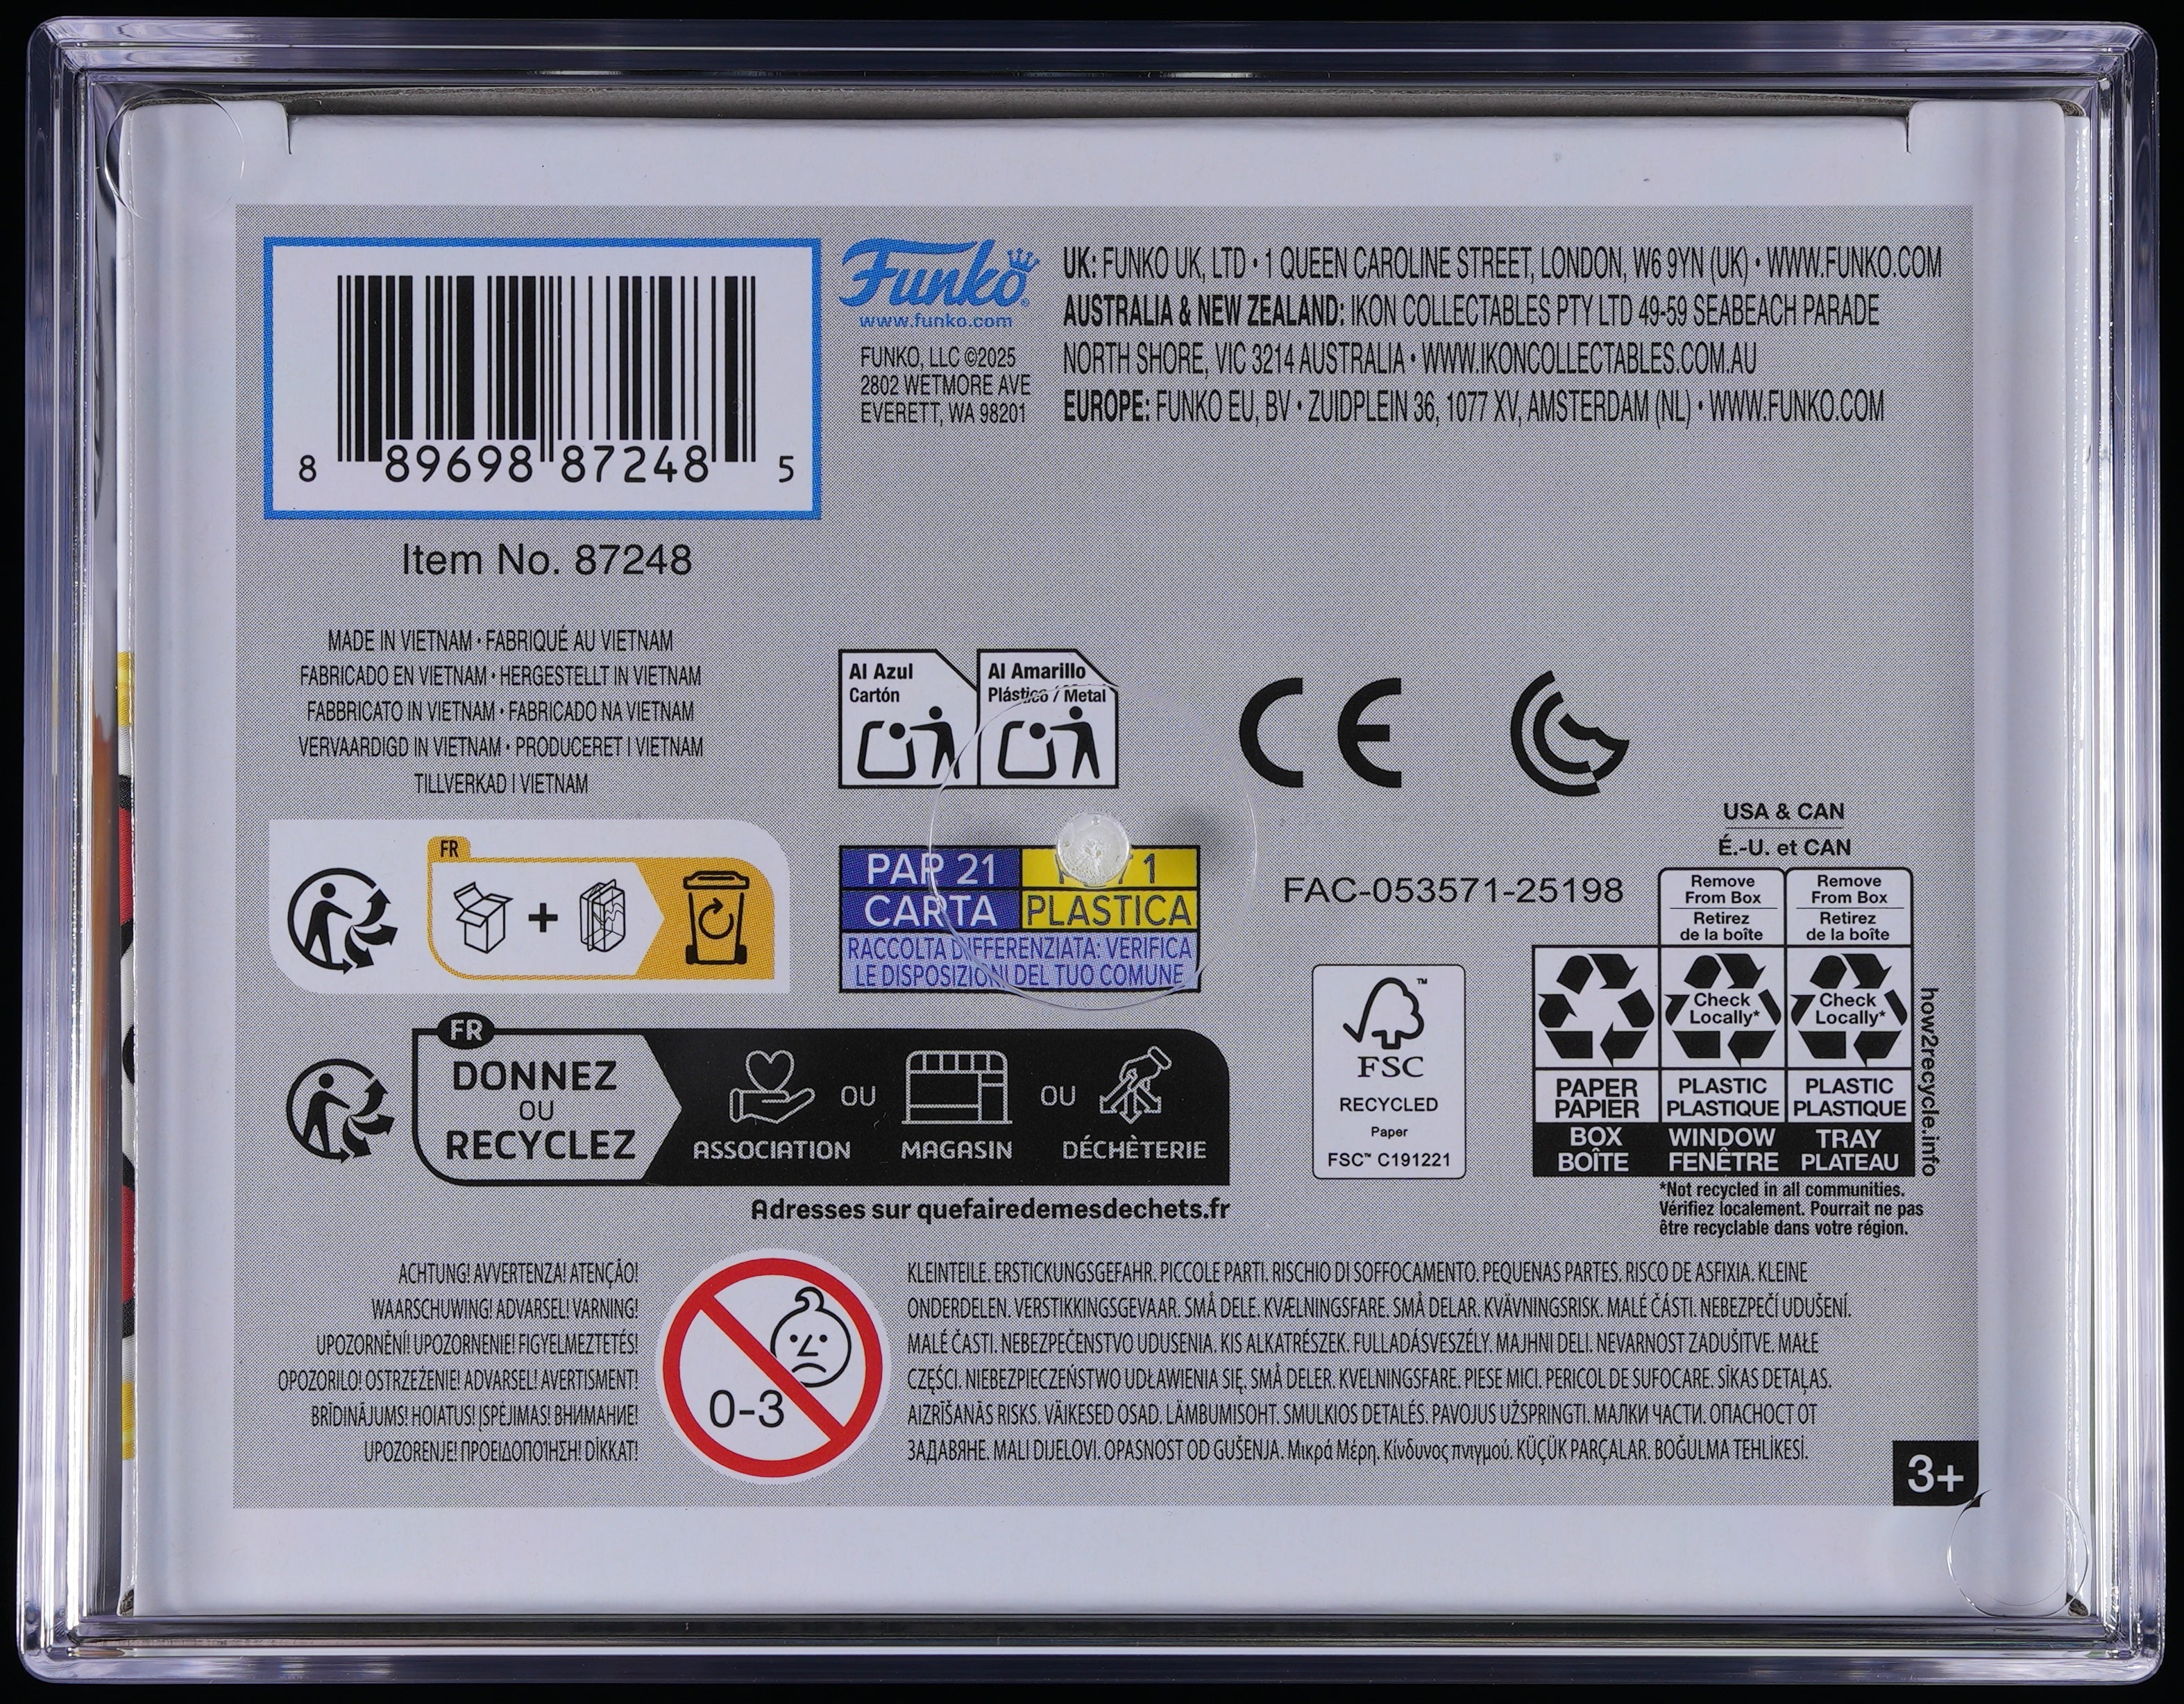 8 89698 87248 5
Item No. 87248
Funko
www.funko.com
FUNKO, LLC ©2025
2802 WETMORE AVE
EVERETT, WA 98201
UK: FUNKO UK, LTD • 1 QUEEN CAROLINE STREET, LONDON, W6 9YN (UK) • WWW.FUNKO.COM
AUSTRALIA & NEW ZEALAND: IKON COLLECTABLES PTY LTD 49-59 SEABEACH PARADE
NORTH SHORE, VIC 3214 AUSTRALIA • WWW.IKONCOLLECTABLES.COM.AU
EUROPE: FUNKO EU, BV • ZUIDPLEIN 36, 1077 XV, AMSTERDAM (NL) • WWW.FUNKO.COM
MADE IN VIETNAM • FABRIQUÉ AU VIETNAM
FABRICADO EN VIETNAM • HERGESTELLT IN VIETNAM
FABBRICATO IN VIETNAM • FABRICADO NA VIETNAM
VERVAARDIGD IN VIETNAM • PRODUCERET I VIETNAM
TILLVERKAD I VIETNAM
Al Azul
Cartón
Al Amarillo
Plástico / Metal
CE
FR
+
PAP 21
1
CARTA
PLASTICA
RACCOLTA DIFFERENZIATA: VERIFICA
LE DISPOSIZIONI DEL TUO COMUNE
FAC-053571-25198
USA & CAN
É.-U. et CAN
Remove
From Box
Retirez
de la boîte
Remove
From Box
Retirez
de la boîte
Check
Locally*
Check
Locally*
PAPER
PAPIER
PLASTIC
PLASTIQUE
PLASTIC
PLASTIQUE
BOX
BOÎTE
WINDOW
FENÊTRE
TRAY
PLATEAU
how2recycle.info
*Not recycled in all communities.
Vérifiez localement. Pourrait ne pas
être recyclable dans votre région.
FSC™
RECYCLED
Paper
FSC™ C191221
FR
DONNEZ
OU
RECYCLEZ
ASSOCIATION
OU
MAGASIN
OU
DÉCHÈTERIE
Adresses sur quefairedemesdechets.fr
ACHTUNG! AVVERTENZA! ATENÇÃO!
WAARSCHUWING! ADVARSEL! VARNING!
UPOZORNĚNÍ! UPOZORNENIE! FIGYELMEZTETÉS!
OPOZORILO! OSTRZEŻENIE! ADVARSEL! AVERTISMENT!
BRĪDINĀJUMS! HOIATUS! ĮSPĖJIMAS! ВНИМАНИЕ!
UPOZORENJE! ΠΡΟΕΙΔΟΠΟΊΗΣΗ! DİKKAT!
0-3
KLEINTEILE. ERSTICKUNGSGEFAHR. PICCOLE PARTI. RISCHIO DI SOFFOCAMENTO. PEQUENAS PARTES. RISCO DE ASFIXIA. KLEINE
ONDERDELEN. VERSTIKKINGSGEVAAR. SMÅ DELE. KVÆLNINGSFARE. SMÅ DELAR. KVÄVNINGSRISK. MALÉ ČÁSTI. NEBEZPEČÍ UDUŠENÍ.
MALÉ ČASTI. NEBEZPEČENSTVO UDUSENIA. KIS ALKATRÉSZEK. FULLADÁSVESZÉLY. MAJHNI DELI. NEVARNOST ZADUŠITVE. MAŁE
CZĘŚCI. NIEBEZPIECZEŃSTWO UDŁAWIENIA SIĘ. SMÅ DELER. KVELNINGSFARE. PIESE MICI. PERICOL DE SUFOCARE. SĪKAS DETAĻAS.
AIZRĪŠANĀS RISKS. VÄIKESED OSAD. LÄMBUMISOHT. SMULKIOS DETALĖS. PAVOJUS UŽSPRINGTI. МАЛКИ ЧАСТИ. ОПАСНОСТ ОТ
ЗАДАВЯНЕ. MALI DIJELOVI. OPASNOST OD GUŠENJA. Μικρά Μέρη. Κίνδυνος πνιγμού. KÜÇÜK PARÇALAR. BOĞULMA TEHLİKESİ.
3+